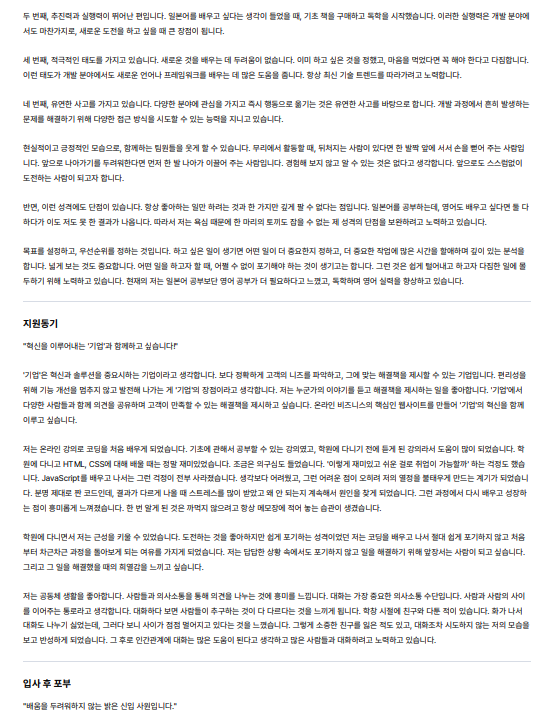 두 번째, 추진력과 실행력이 뛰어난 편입니다. 일본어를 배우고 싶다는 생각이 들었을 때, 기초 책을 구매하고 독학을 시작했습니다. 이러한 실행력은 개발 분야에
서도 마찬가지로, 새로운 도전을 하고 싶을 때 큰 장점이 됩니다.
세 번째, 적극적인 태도를 가지고 있습니다. 새로운 것을 배우는 데 두려움이 없습니다. 이미 하고 싶은 것을 정했고, 마음을 먹었다면 꼭 해야 한다고 다짐합니다.
이런 태도가 개발 분야에서도 새로운 언어나 프레임워크를 배우는 데 많은 도움을 줍니다. 항상 최신 기술 트렌드를 따라가려고 노력합니다.
네 번째, 유연한 사고를 가지고 있습니다. 다양한 분야에 관심을 가지고 즉시 행동으로 옮기는 것은 유연한 사고를 바탕으로 합니다. 개발 과정에서 흔히 발생하는
문제를 해결하기 위해 다양한 접근 방식을 시도할 수 있는 능력을 지니고 있습니다.
현실적이고 긍정적인 모습으로, 함께하는 팀원들을 웃게 할 수 있습니다. 무리에서 활동할 때, 뒤처지는 사람이 있다면 한 발짝 앞에 서서 손을 뻗어 주는 사람입
니다. 앞으로 나아가기를 두려워한다면 먼저 한 발 나아가 이끌어 주는 사람입니다. 경험해 보지 않고 알 수 있는 것은 없다고 생각합니다. 앞으로도 스스럼없이
도전하는 사람이 되고자 합니다.
반면, 이런 성격에도 단점이 있습니다. 항상 좋아하는 일만 하려는 것과 한 가지만 깊게 팔 수 없다는 점입니다. 일본어를 공부하는데, 영어도 배우고 싶다면 둘 다
하다가 이도 저도 못 한 결과가 나옵니다. 따라서 저는 욕심 때문에 한 마리의 토끼도 잡을 수 없는 제 성격의 단점을 보완하려고 노력하고 있습니다.
목표를 설정하고, 우선순위를 정하는 것입니다. 하고 싶은 일이 생기면 어떤 일이 더 중요한지 정하고, 더 중요한 작업에 많은 시간을 할애하며 깊이 있는 분석을
합니다. 넓게 보는 것도 중요합니다. 어떤 일을 하고자 할 때, 어쩔 수 없이 포기해야 하는 것이 생기고는 합니다. 그런 것은 쉽게 털어내고 하고자 다짐한 일에 몰
두하기 위해 노력하고 있습니다. 현재의 저는 일본어 공부보단 영어 공부가 더 필요하다고 느꼈고, 독학하며 영어 실력을 향상하고 있습니다.
지원동기
"혁신을 이루어내는 '기업'과 함께하고 싶습니다!"
'기업'은 혁신과 솔루션을 중요시하는 기업이라고 생각합니다. 보다 정확하게 고객의 니즈를 파악하고, 그에 맞는 해결책을 제시할 수 있는 기업입니다. 편리성을
위해 기능 개선을 멈추지 않고 발전해 나가는 게 '기업'의 장점이라고 생각합니다. 저는 누군가의 이야기를 듣고 해결책을 제시하는 일을 좋아합니다. '기업'에서
다양한 사람들과 함께 의견을 공유하며 고객이 만족할 수 있는 해결책을 제시하고 싶습니다. 온라인 비즈니스의 핵심인 웹사이트를 만들어 '기업'의 혁신을 함께
이루고 싶습니다.
저는 온라인 강의로 코딩을 처음 배우게 되었습니다. 기초에 관해서 공부할 수 있는 강의였고, 학원에 다니기 전에 듣게 된 강의라서 도움이 많이 되었습니다. 학
원에 다니고 HTML, CSS에 대해 배울 때는 정말 재미있었습니다. 조금은 의구심도 들었습니다. '이렇게 재미있고 쉬운 걸로 취업이 가능할까' 하는 걱정도 했습
니다. JavaScript를 배우고 나서는 그런 걱정이 전부 사라졌습니다. 생각보다 어려웠고, 그런 어려운 점이 오히려 저의 열정을 불태우게 만드는 계기가 되었습니
다. 분명 제대로 짠 코드인데, 결과가 다르게 나올 때 스트레스를 많이 받았고 왜 안 되는지 계속해서 원인을 찾게 되었습니다. 그런 과정에서 다시 배우고 성장하
는 점이 흥미롭게 느껴졌습니다. 한 번 알게 된 것은 까먹지 않으려고 항상 메모장에 적어 놓는 습관이 생겼습니다.
학원에 다니면서 저는 근성을 키울 수 있었습니다. 도전하는 것을 좋아하지만 쉽게 포기하는 성격이었던 저는 코딩을 배우고 나서 절대 쉽게 포기하지 않고 처음
부터 차근차근 과정을 돌아보게 되는 여유를 가지게 되었습니다. 저는 답답한 상황 속에서도 포기하지 않고 일을 해결하기 위해 앞장서는 사람이 되고 싶습니다.
그리고 그 일을 해결했을 때의 희열감을 느끼고 싶습니다.
저는 공동체 생활을 좋아합니다. 사람들과 의사소통을 통해 의견을 나누는 것에 흥미를 느낍니다. 대화는 가장 중요한 의사소통 수단입니다. 사람과 사람의 사이
를 이어주는 통로라고 생각합니다. 대화하다 보면 사람들이 추구하는 것이 다 다르다는 것을 느끼게 됩니다. 학창 시절에 친구와 다툰 적이 있습니다. 화가 나서
대화도 나누기 싫었는데, 그러다 보니 사이가 점점 멀어지고 있다는 것을 느꼈습니다. 그렇게 소중한 친구를 잃은 적도 있고, 대화조차 시도하지 않는 저의 모습을
보고 반성하게 되었습니다. 그 후로 인간관계에 대화는 많은 도움이 된다고 생각하고 많은 사람들과 대화하려고 노력하고 있습니다.
입사 후 포부
"배움을 두려워하지 않는 밝은 신입 사원입니다."